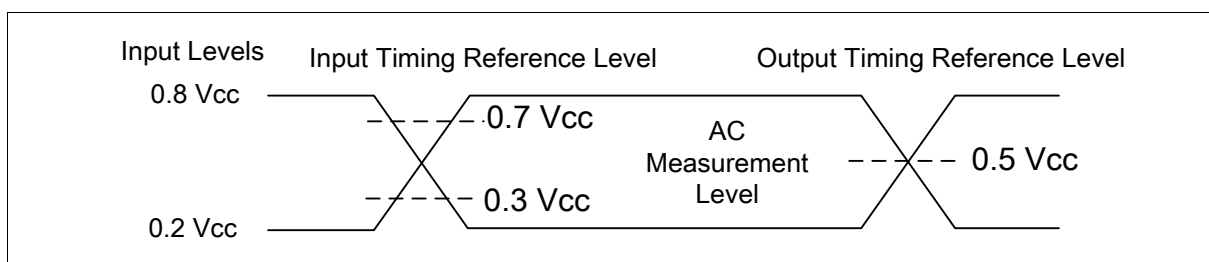 Input Levels
Input Timing Reference Level
Output Timing Reference Level
0.8 Vcc
0.7 Vcc
AC
Measurement
Level
0.5 Vcc
0.3 Vcc
0.2 Vcc